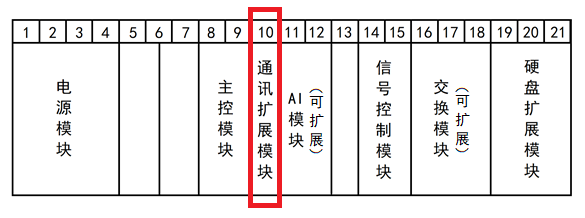 1 2 3 4 5 6 7 8 9 10 11 12 13 14 15 16 17 18 19 20 21
电源模块
主控模块
通讯扩展模块
AI模块
(可扩展)
信号控制模块
交换模块
(可扩展)
硬盘扩展模块